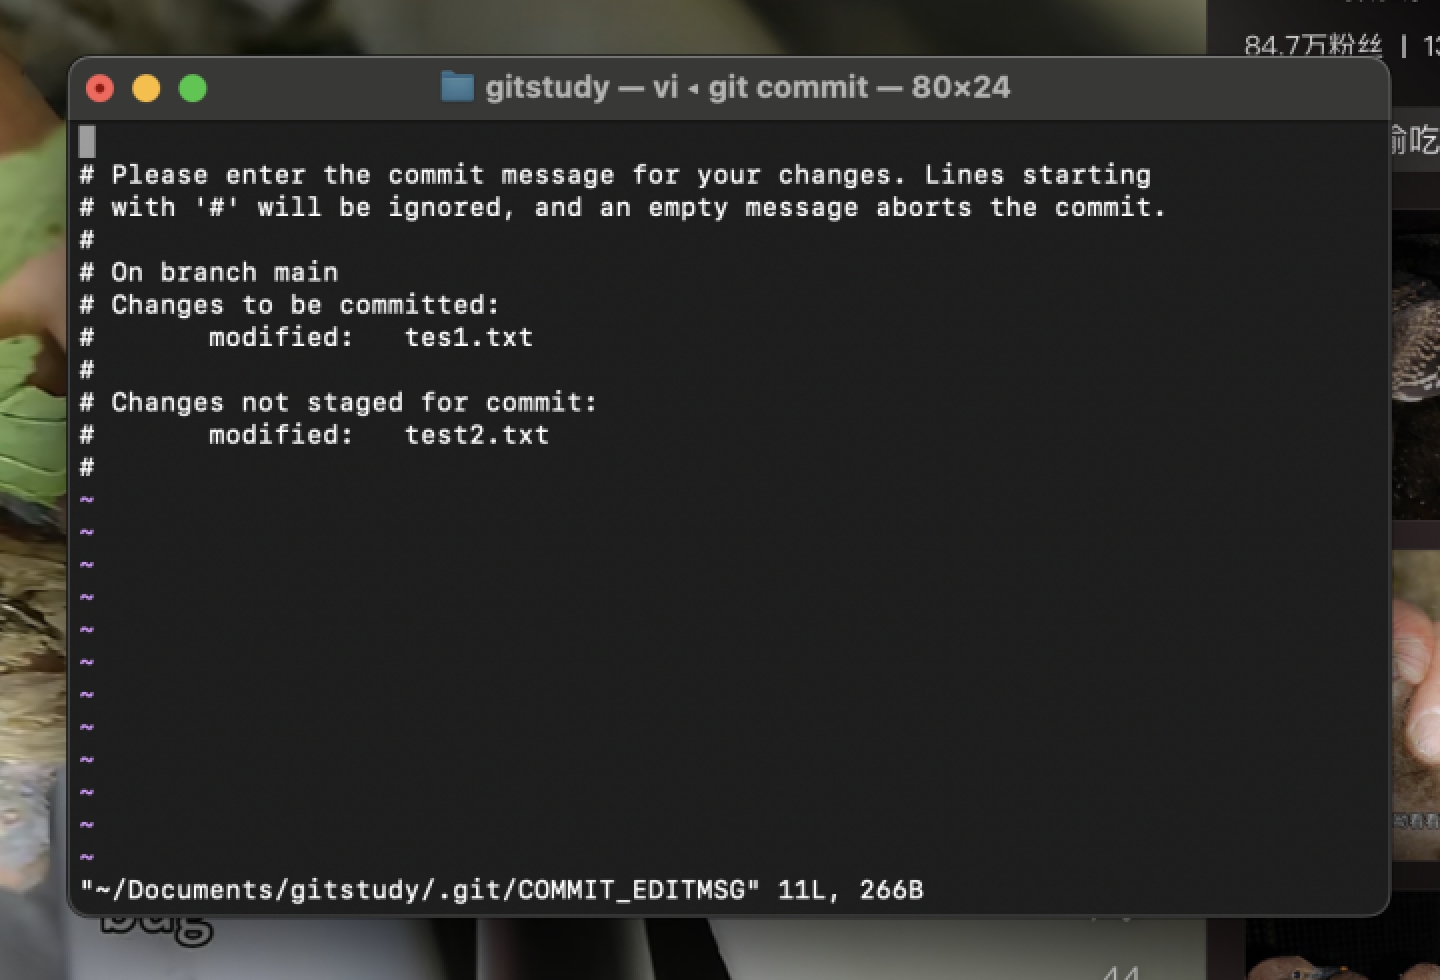 84.7万粉丝 | 13
gitstudy — vi ◂ git commit — 80×24
偷吃
# Please enter the commit message for your changes. Lines starting
# with '#' will be ignored, and an empty message aborts the commit.
#
# On branch main
# Changes to be committed:
#       modified:   tes1.txt
#
# Changes not staged for commit:
#       modified:   test2.txt
#
~
~
~
~
~
~
~
~
~
~
~
~
"~/Documents/gitstudy/.git/COMMIT_EDITMSG" 11L, 266B
bug
44